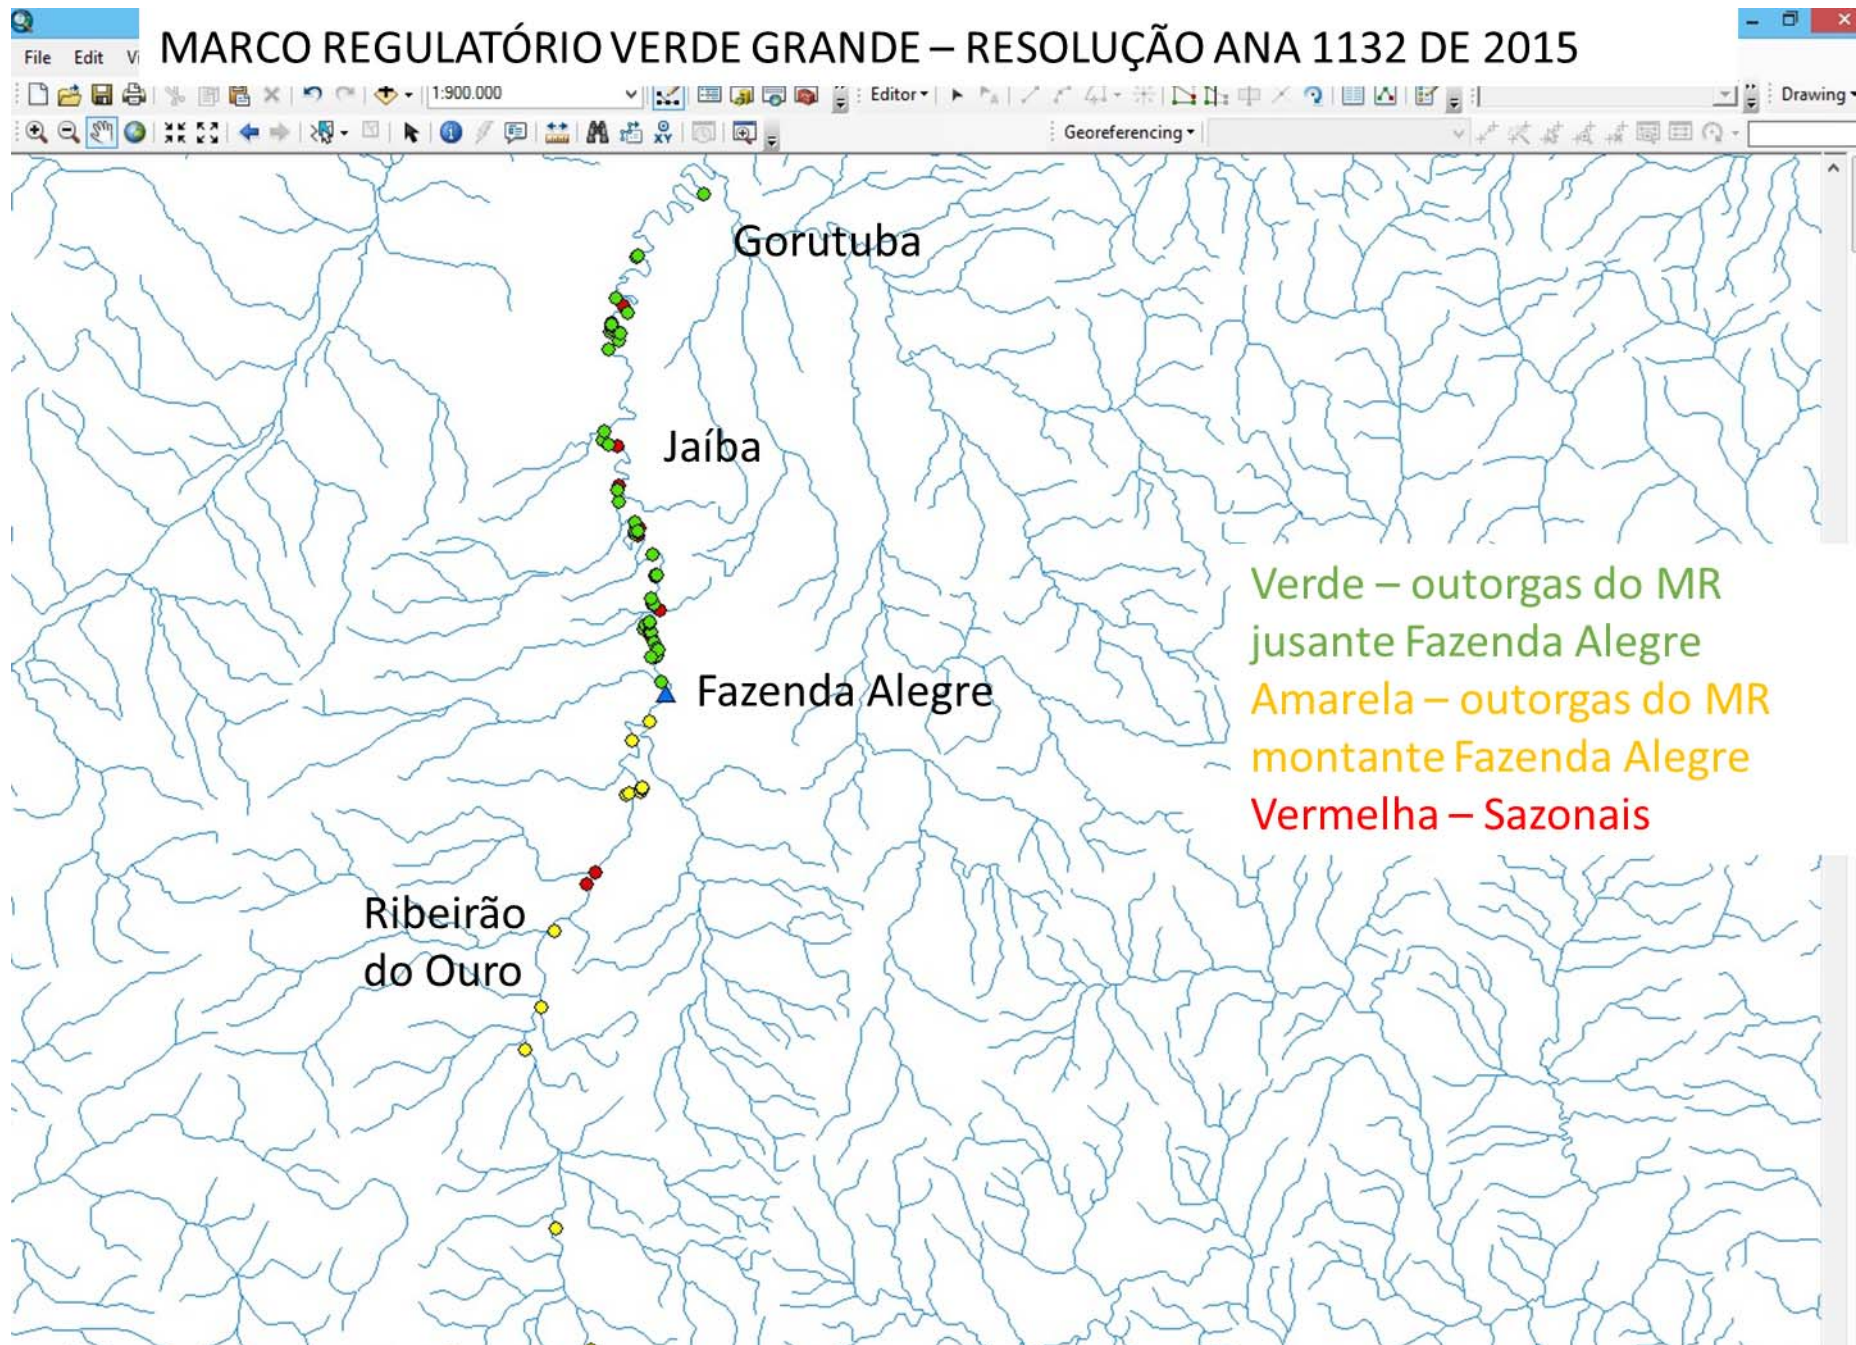 MARCO REGULATÓRIO VERDE GRANDE – RESOLUÇÃO ANA 1132 DE 2015
File Edit
1:900.000 Editor Drawing
Georeferencing
Gorutuba
Jaíba
Verde – outorgas do MR
jusante Fazenda Alegre
Amarela – outorgas do MR
montante Fazenda Alegre
Vermelha – Sazonais
Fazenda Alegre
Ribeirão
do Ouro